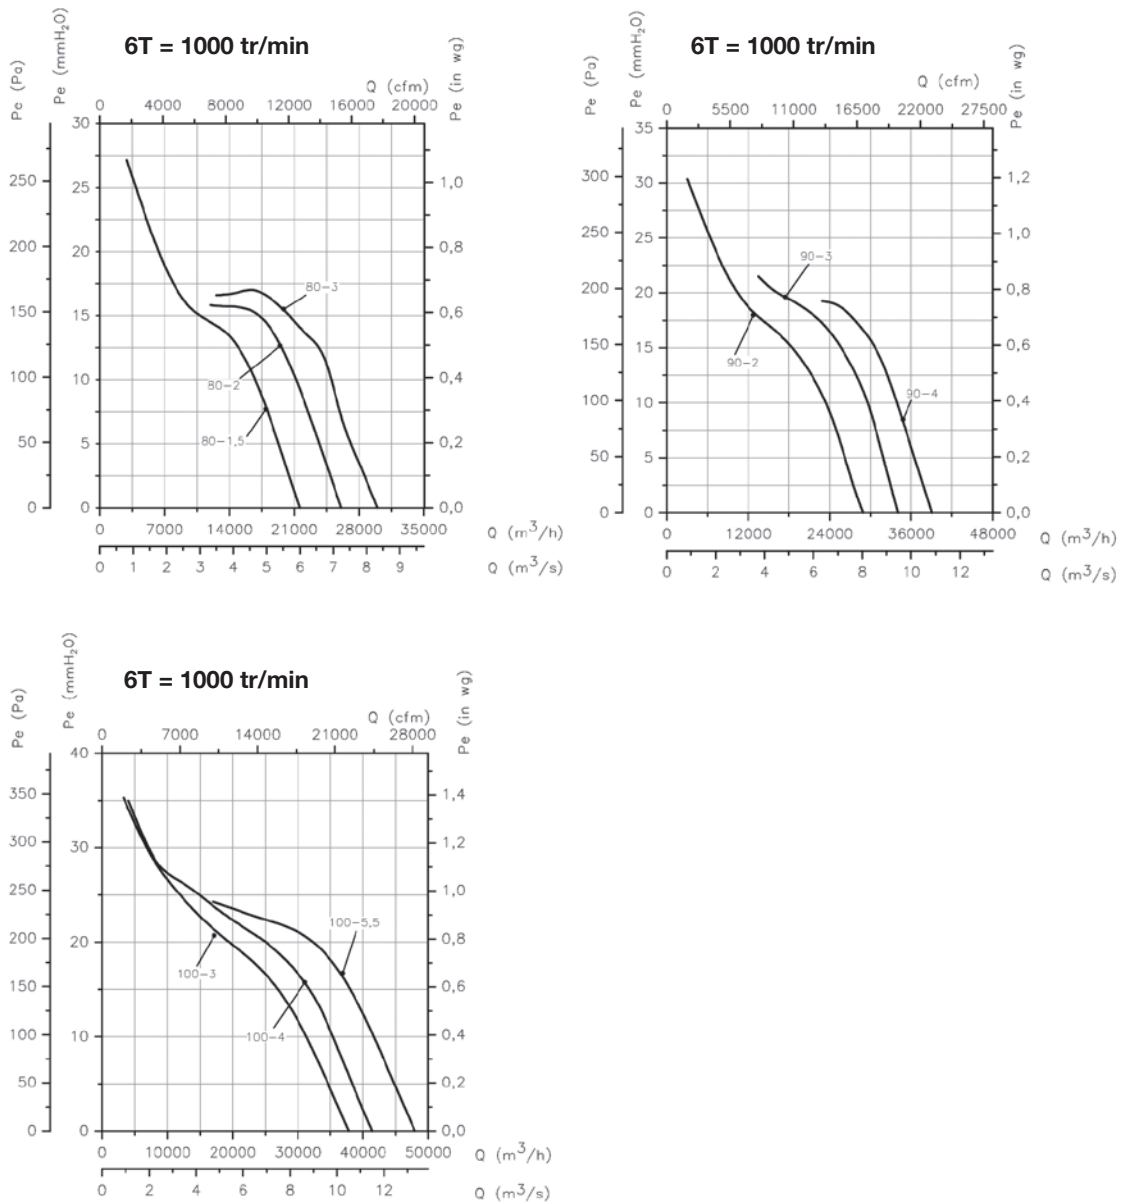 6T = 1000 tr/min
Pe (Pa)
Pe (mmH₂O)
Q (cfm)
Pe (in wg)
0 4000 8000 12000 16000 20000
30
25
20
15
10
5
0
250
200
150
100
50
0
1,0
0,8
0,6
0,4
0,2
0,0
80-3
80-2
80-1,5
0 7000 14000 21000 28000 35000
Q (m³/h)
0 1 2 3 4 5 6 7 8 9
Q (m³/s)
6T = 1000 tr/min
Pe (Pa)
Pe (mmH₂O)
Q (cfm)
Pe (in wg)
0 5500 11000 16500 22000 27500
35
30
25
20
15
10
5
0
300
250
200
150
100
50
0
1,2
1,0
0,8
0,6
0,4
0,2
0,0
90-3
90-2
90-4
0 12000 24000 36000 48000
Q (m³/h)
0 2 4 6 8 10 12
Q (m³/s)
6T = 1000 tr/min
Pe (Pa)
Pe (mmH₂O)
Q (cfm)
Pe (in wg)
0 7000 14000 21000 28000
40
30
20
10
0
350
300
250
200
150
100
50
0
1,4
1,2
1,0
0,8
0,6
0,4
0,2
0,0
100-5,5
100-3
100-4
0 10000 20000 30000 40000 50000
Q (m³/h)
0 2 4 6 8 10 12
Q (m³/s)